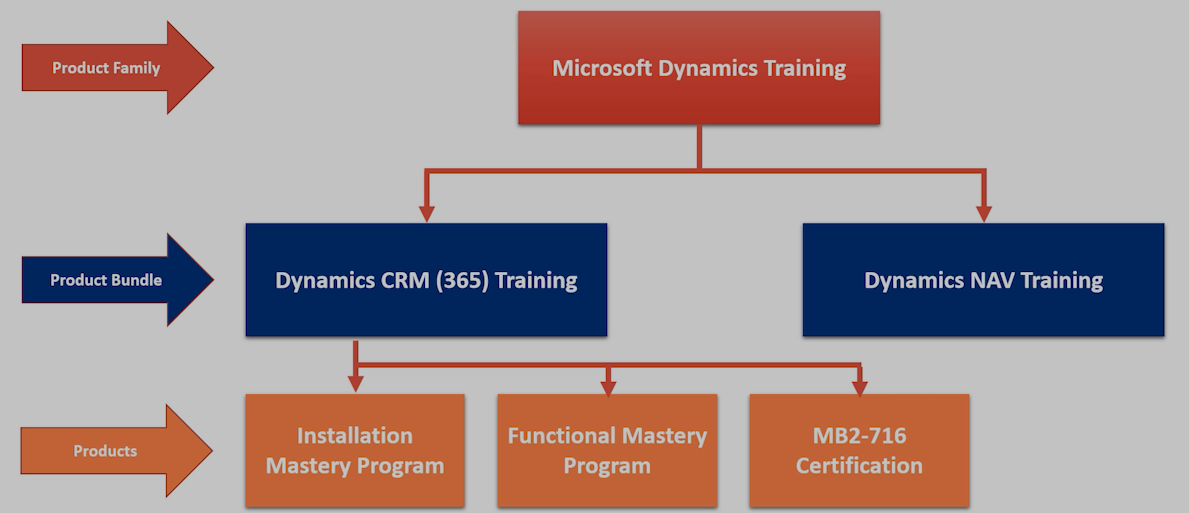 Product Family
Microsoft Dynamics Training
Product Bundle
Dynamics CRM (365) Training
Dynamics NAV Training
Products
Installation
Mastery Program
Functional Mastery
Program
MB2-716
Certification